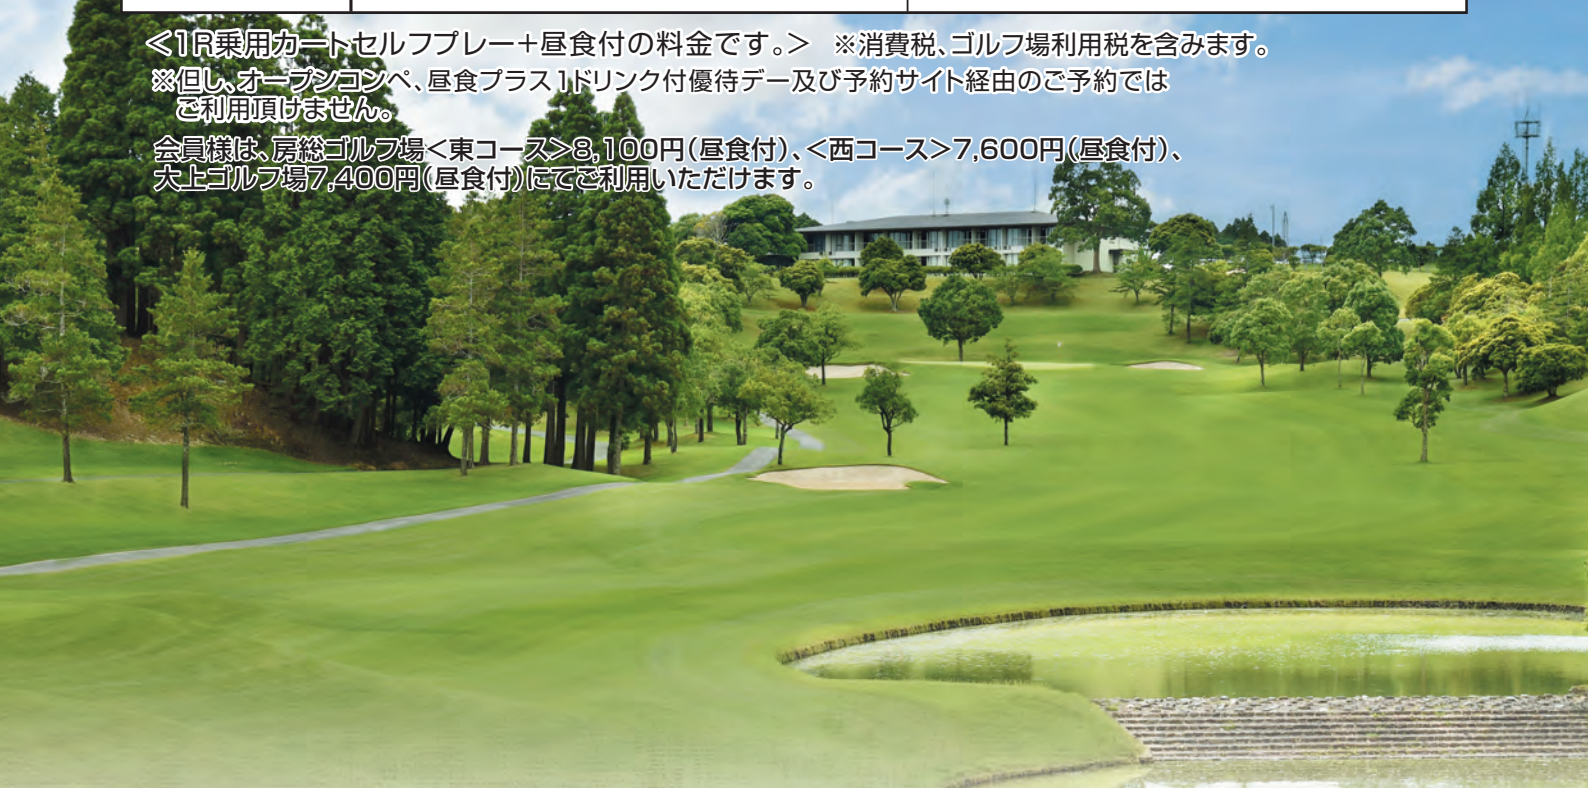 ＜1R乗用カートセルフプレー＋昼食付の料金です。＞　※消費税、ゴルフ場利用税を含みます。
※但し、オープンコンペ、昼食プラス1ドリンク付優待デー及び予約サイト経由のご予約では
ご利用頂けません。
会員様は、房総ゴルフ場＜東コース＞8,100円（昼食付）、＜西コース＞7,600円（昼食付）、
大上ゴルフ場7,400円（昼食付）にてご利用いただけます。